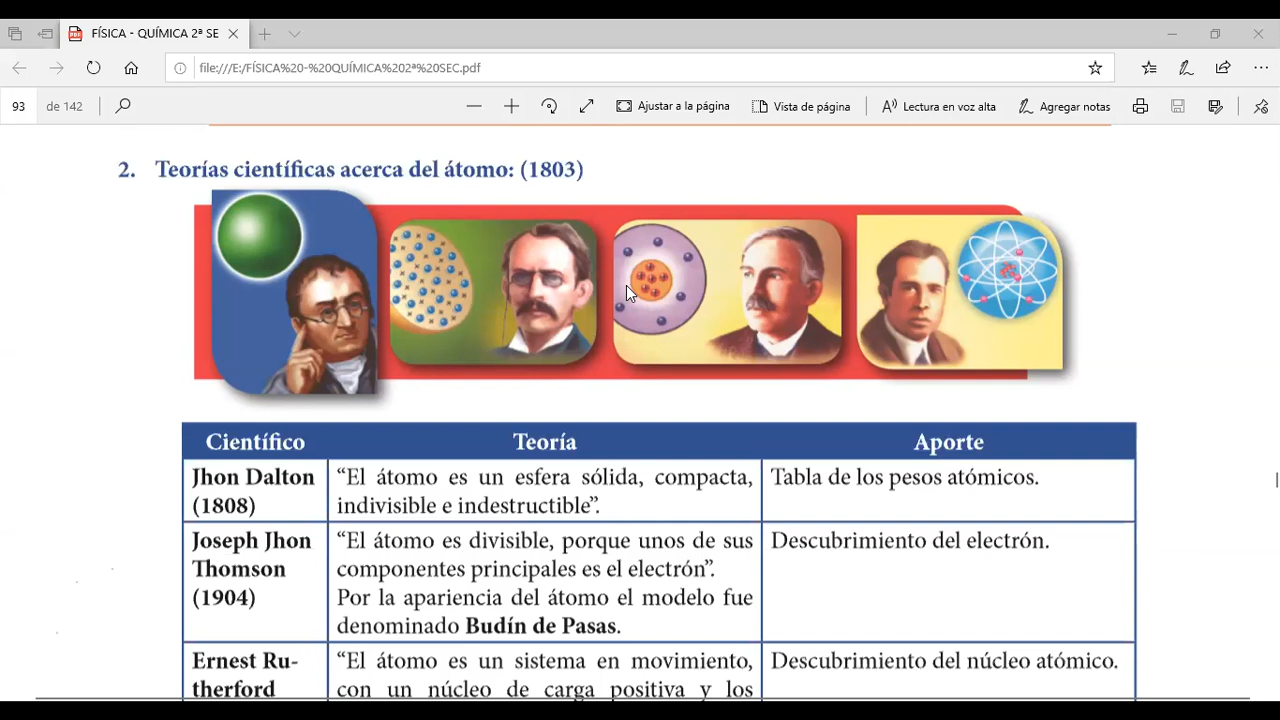 FÍSICA - QUÍMICA 2ª SE
file:///E:/FÍSICA%20-%20QUÍMICA%202ª%20SEC.pdf
93 de 142 Ajustar a la página Vista de página Lectura en voz alta Agregar notas
2. Teorías científicas acerca del átomo: (1803)
Científico Teoría Aporte
Jhon Dalton “El átomo es un esfera sólida, compacta, Tabla de los pesos atómicos.
(1808) indivisible e indestructible”.
Joseph Jhon “El átomo es divisible, porque unos de sus Descubrimiento del electrón.
Thomson componentes principales es el electrón”.
(1904) Por la apariencia del átomo el modelo fue
denominado Budín de Pasas.
Ernest Ru- “El átomo es un sistema en movimiento, Descubrimiento del núcleo atómico.
therford con un núcleo de carga positiva y los